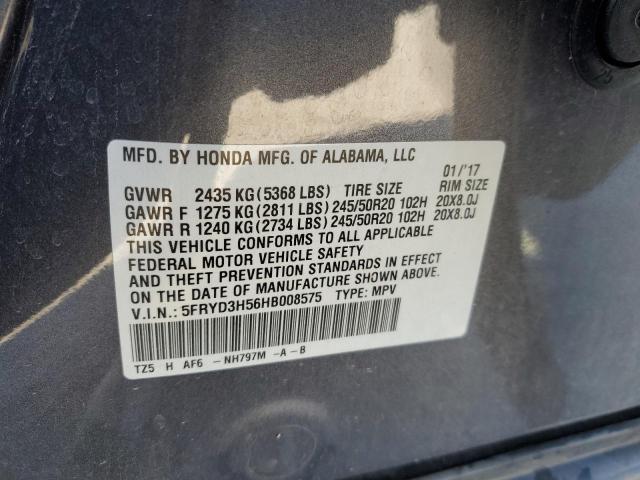 MFD. BY HONDA MFG. OF ALABAMA, LLC 01/'17
GVWR 2435 KG(5368 LBS) TIRE SIZE RIM SIZE
GAWR F 1275 KG(2811 LBS) 245/50R20 102H 20X8.0J
GAWR R 1240 KG(2734 LBS) 245/50R20 102H 20X8.0J
THIS VEHICLE CONFORMS TO ALL APPLICABLE
FEDERAL MOTOR VEHICLE SAFETY
AND THEFT PREVENTION STANDARDS IN EFFECT
ON THE DATE OF MANUFACTURE SHOWN ABOVE.
V.I.N.: 5FRYD3H56HB008575 TYPE: MPV
TZ5 H AF6 -NH797M -A-B